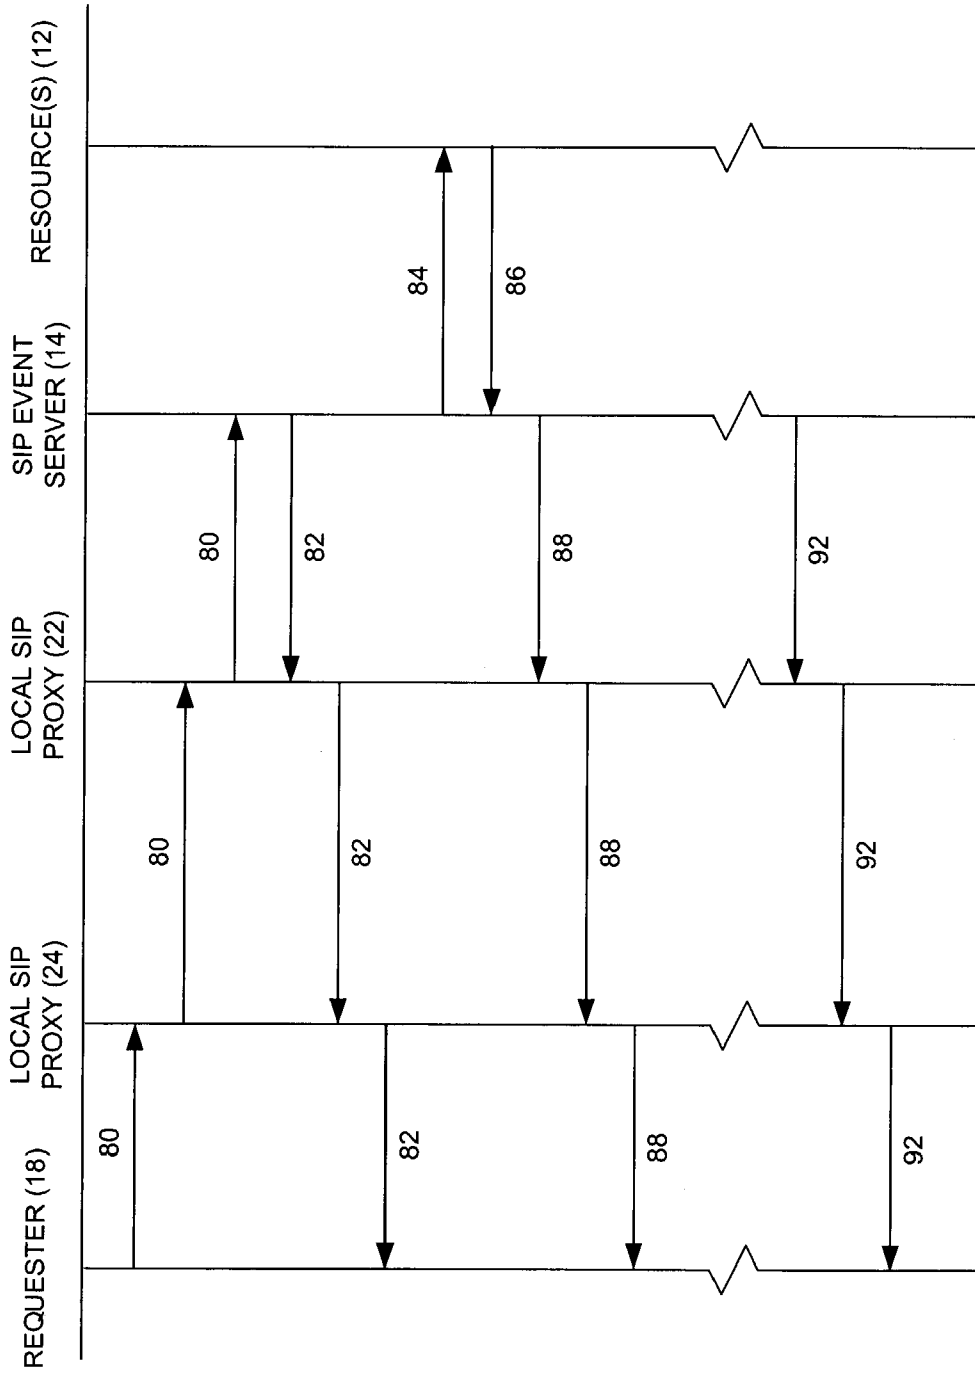 REQUESTER (18)
LOCAL SIP
PROXY (24)
LOCAL SIP
PROXY (22)
SIP EVENT
SERVER (14)
RESOURCE(S) (12)
80
80
80
82
82
82
84
86
88
88
88
92
92
92